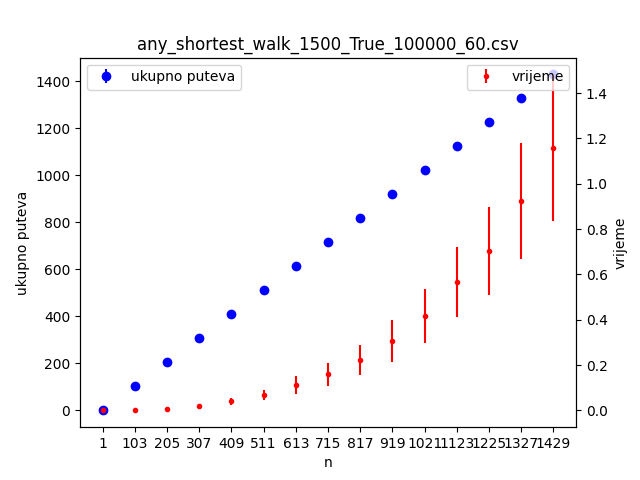 any_shortest_walk_1500_True_100000_60.csv
ukupno puteva
vrijeme
1400
1200
1000
800
600
400
200
0
ukupno puteva
1.4
1.2
1.0
0.8
0.6
0.4
0.2
0.0
vrijeme
1 103 205 307 409 511 613 715 817 919 1021 1123 1225 1327 1429
n